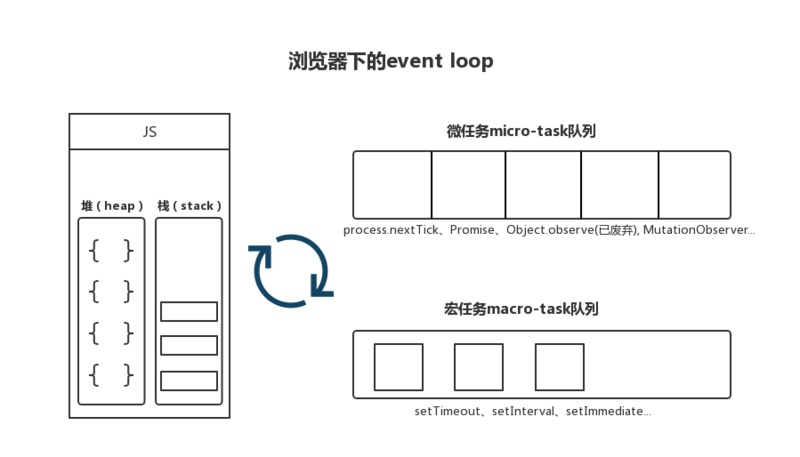 浏览器下的event loop
JS
微任务micro-task队列
堆（heap） 栈（stack）
{ }
{ }
{ }
{ }
process.nextTick、Promise、Object.observe(已废弃), MutationObserver...
宏任务macro-task队列
setTimeout、setInterval、setImmediate...